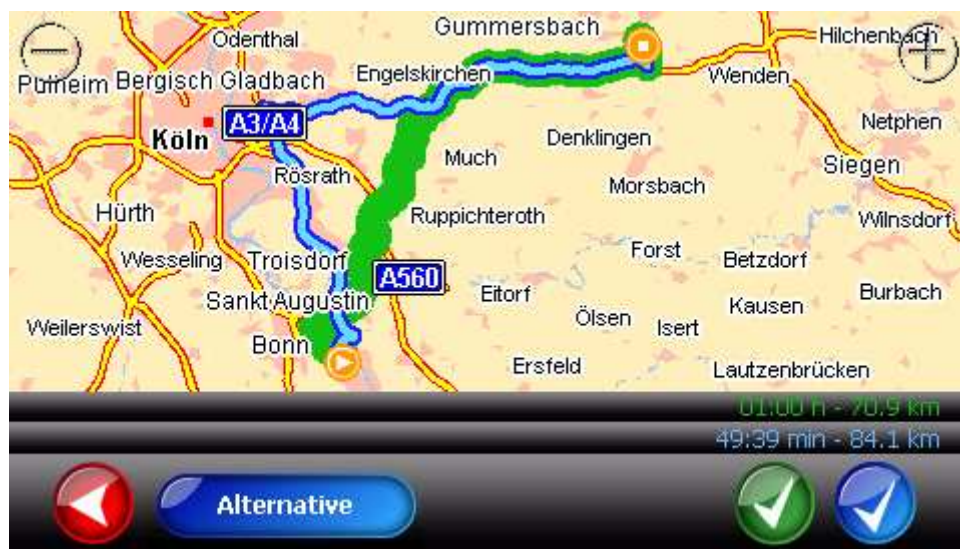 Gummersbach
Odenthal
Hilchenbach
Pulheim Bergisch Gladbach
Engelskirchen
Wenden
A3/A4
Netphen
Köln
Denklingen
Much
Siegen
Rösrath
Morsbach
Hürth
Ruppichteroth
Wilnsdorf
Wesseling
Troisdorf
Forst
Betzdorf
A560
Sankt Augustin
Eitorf
Burbach
Kausen
Ölsen
Isert
Weilerswist
Bonn
Ersfeld
Lautzenbrücken
01:00 h - 70.9 km
49:39 min - 84.1 km
Alternative